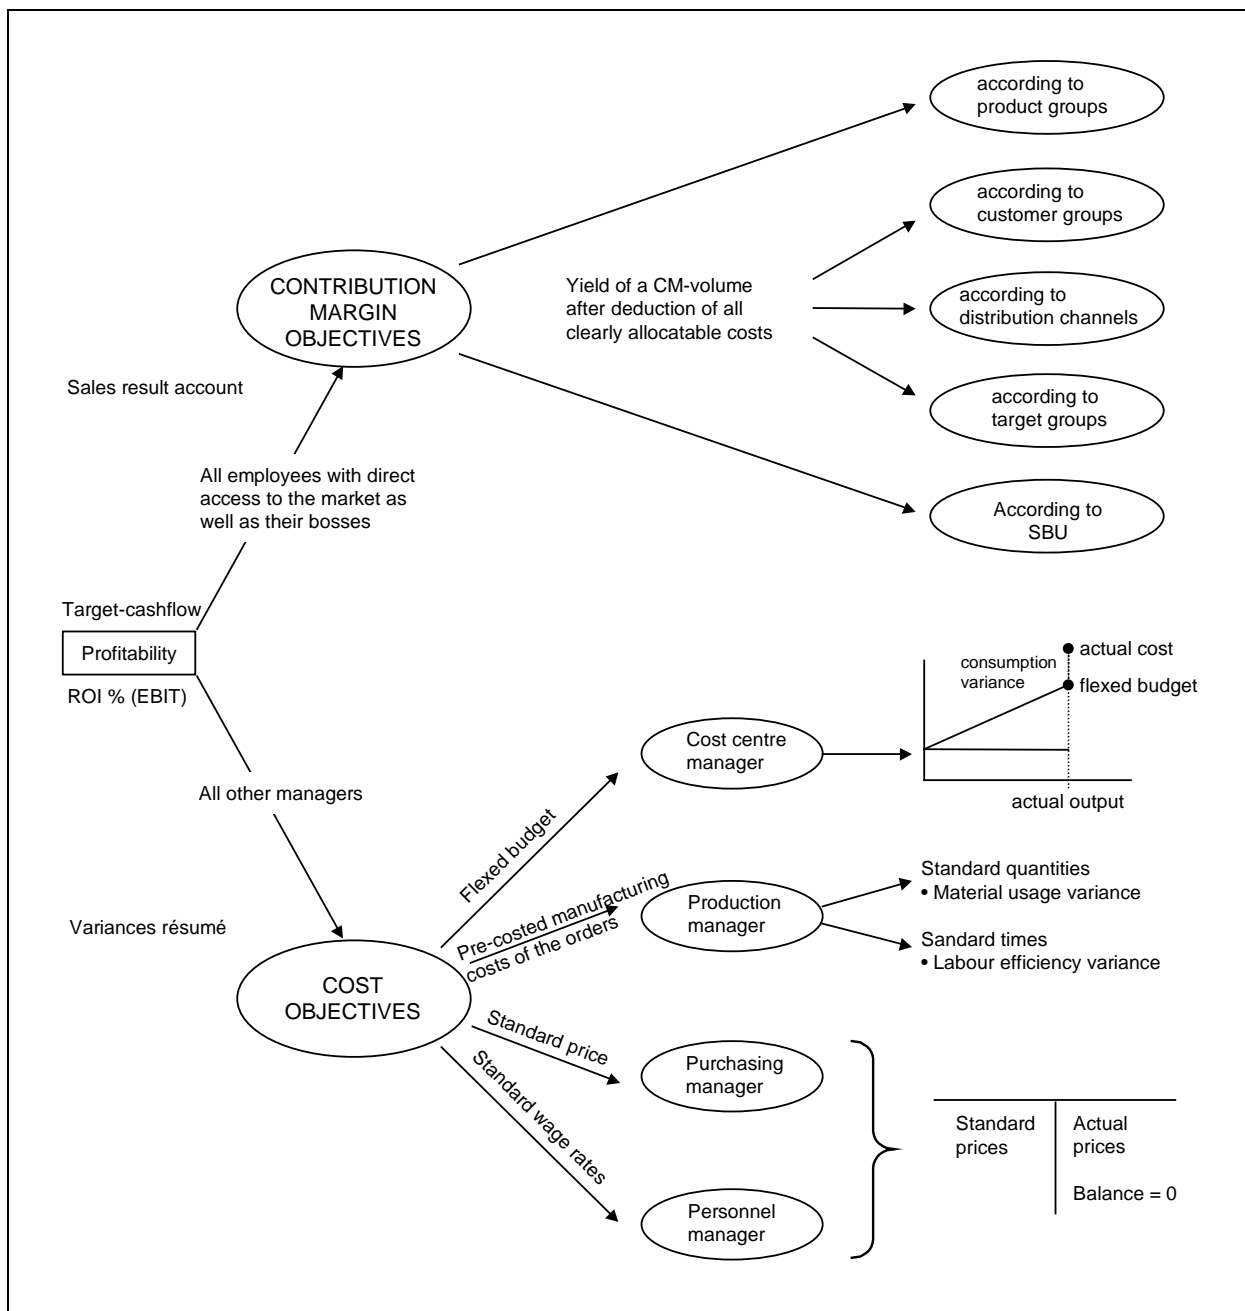 according to
product groups
according to
customer groups
CONTRIBUTION
MARGIN
OBJECTIVES
Yield of a CM-volume
after deduction of all
clearly allocatable costs
according to
distribution channels
Sales result account
according to
target groups
All employees with direct
access to the market as
well as their bosses
According to
SBU
Target-cashflow
Profitability
ROI % (EBIT)
consumption
variance
actual cost
flexed budget
Cost centre
manager
All other managers
actual output
Flexed budget
Standard quantities
• Material usage variance
Pre-costed manufacturing
costs of the orders
Production
manager
Variances résumé
Sandard times
• Labour efficiency variance
COST
OBJECTIVES
Standard price
Purchasing
manager
Standard wage rates
Standard
prices
Actual
prices
Balance = 0
Personnel
manager